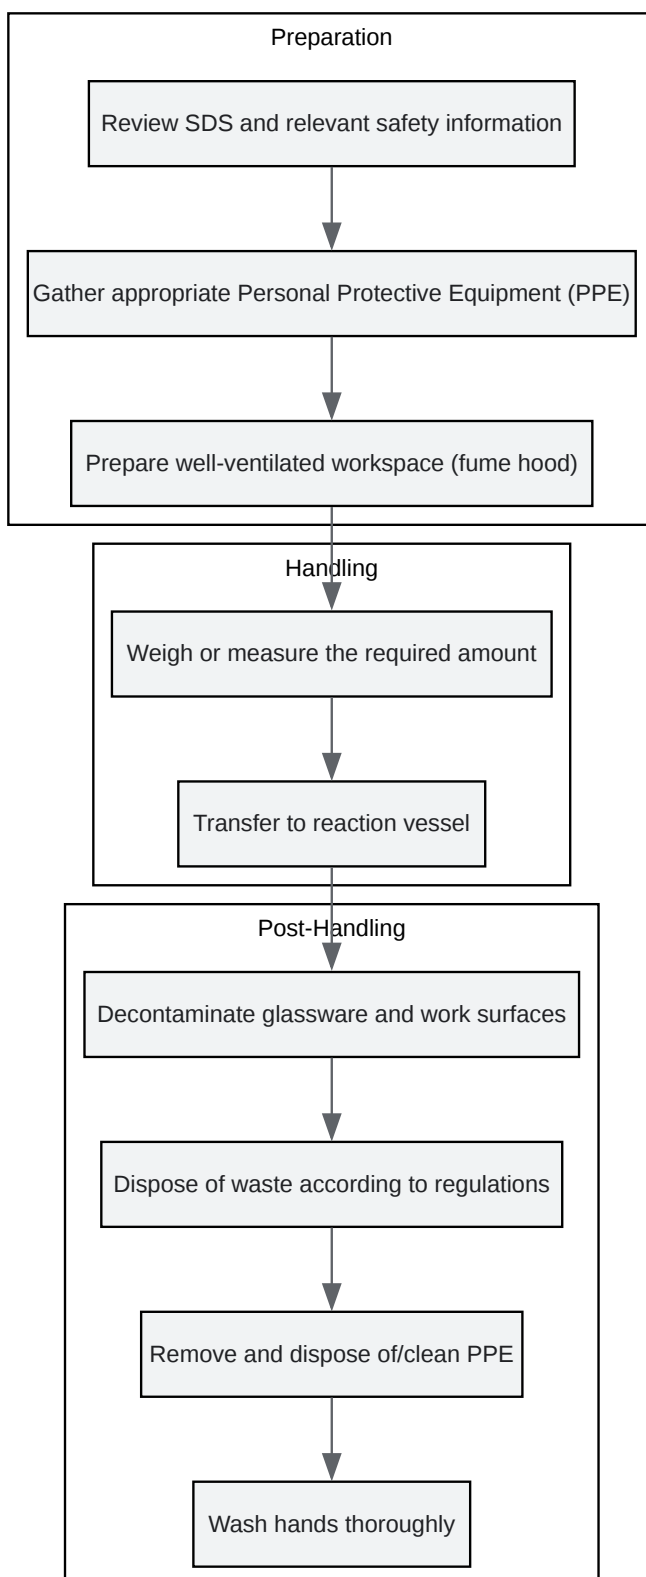 Preparation
Review SDS and relevant safety information
Gather appropriate Personal Protective Equipment (PPE)
Prepare well-ventilated workspace (fume hood)
Handling
Weigh or measure the required amount
Transfer to reaction vessel
Post-Handling
Decontaminate glassware and work surfaces
Dispose of waste according to regulations
Remove and dispose of/clean PPE
Wash hands thoroughly